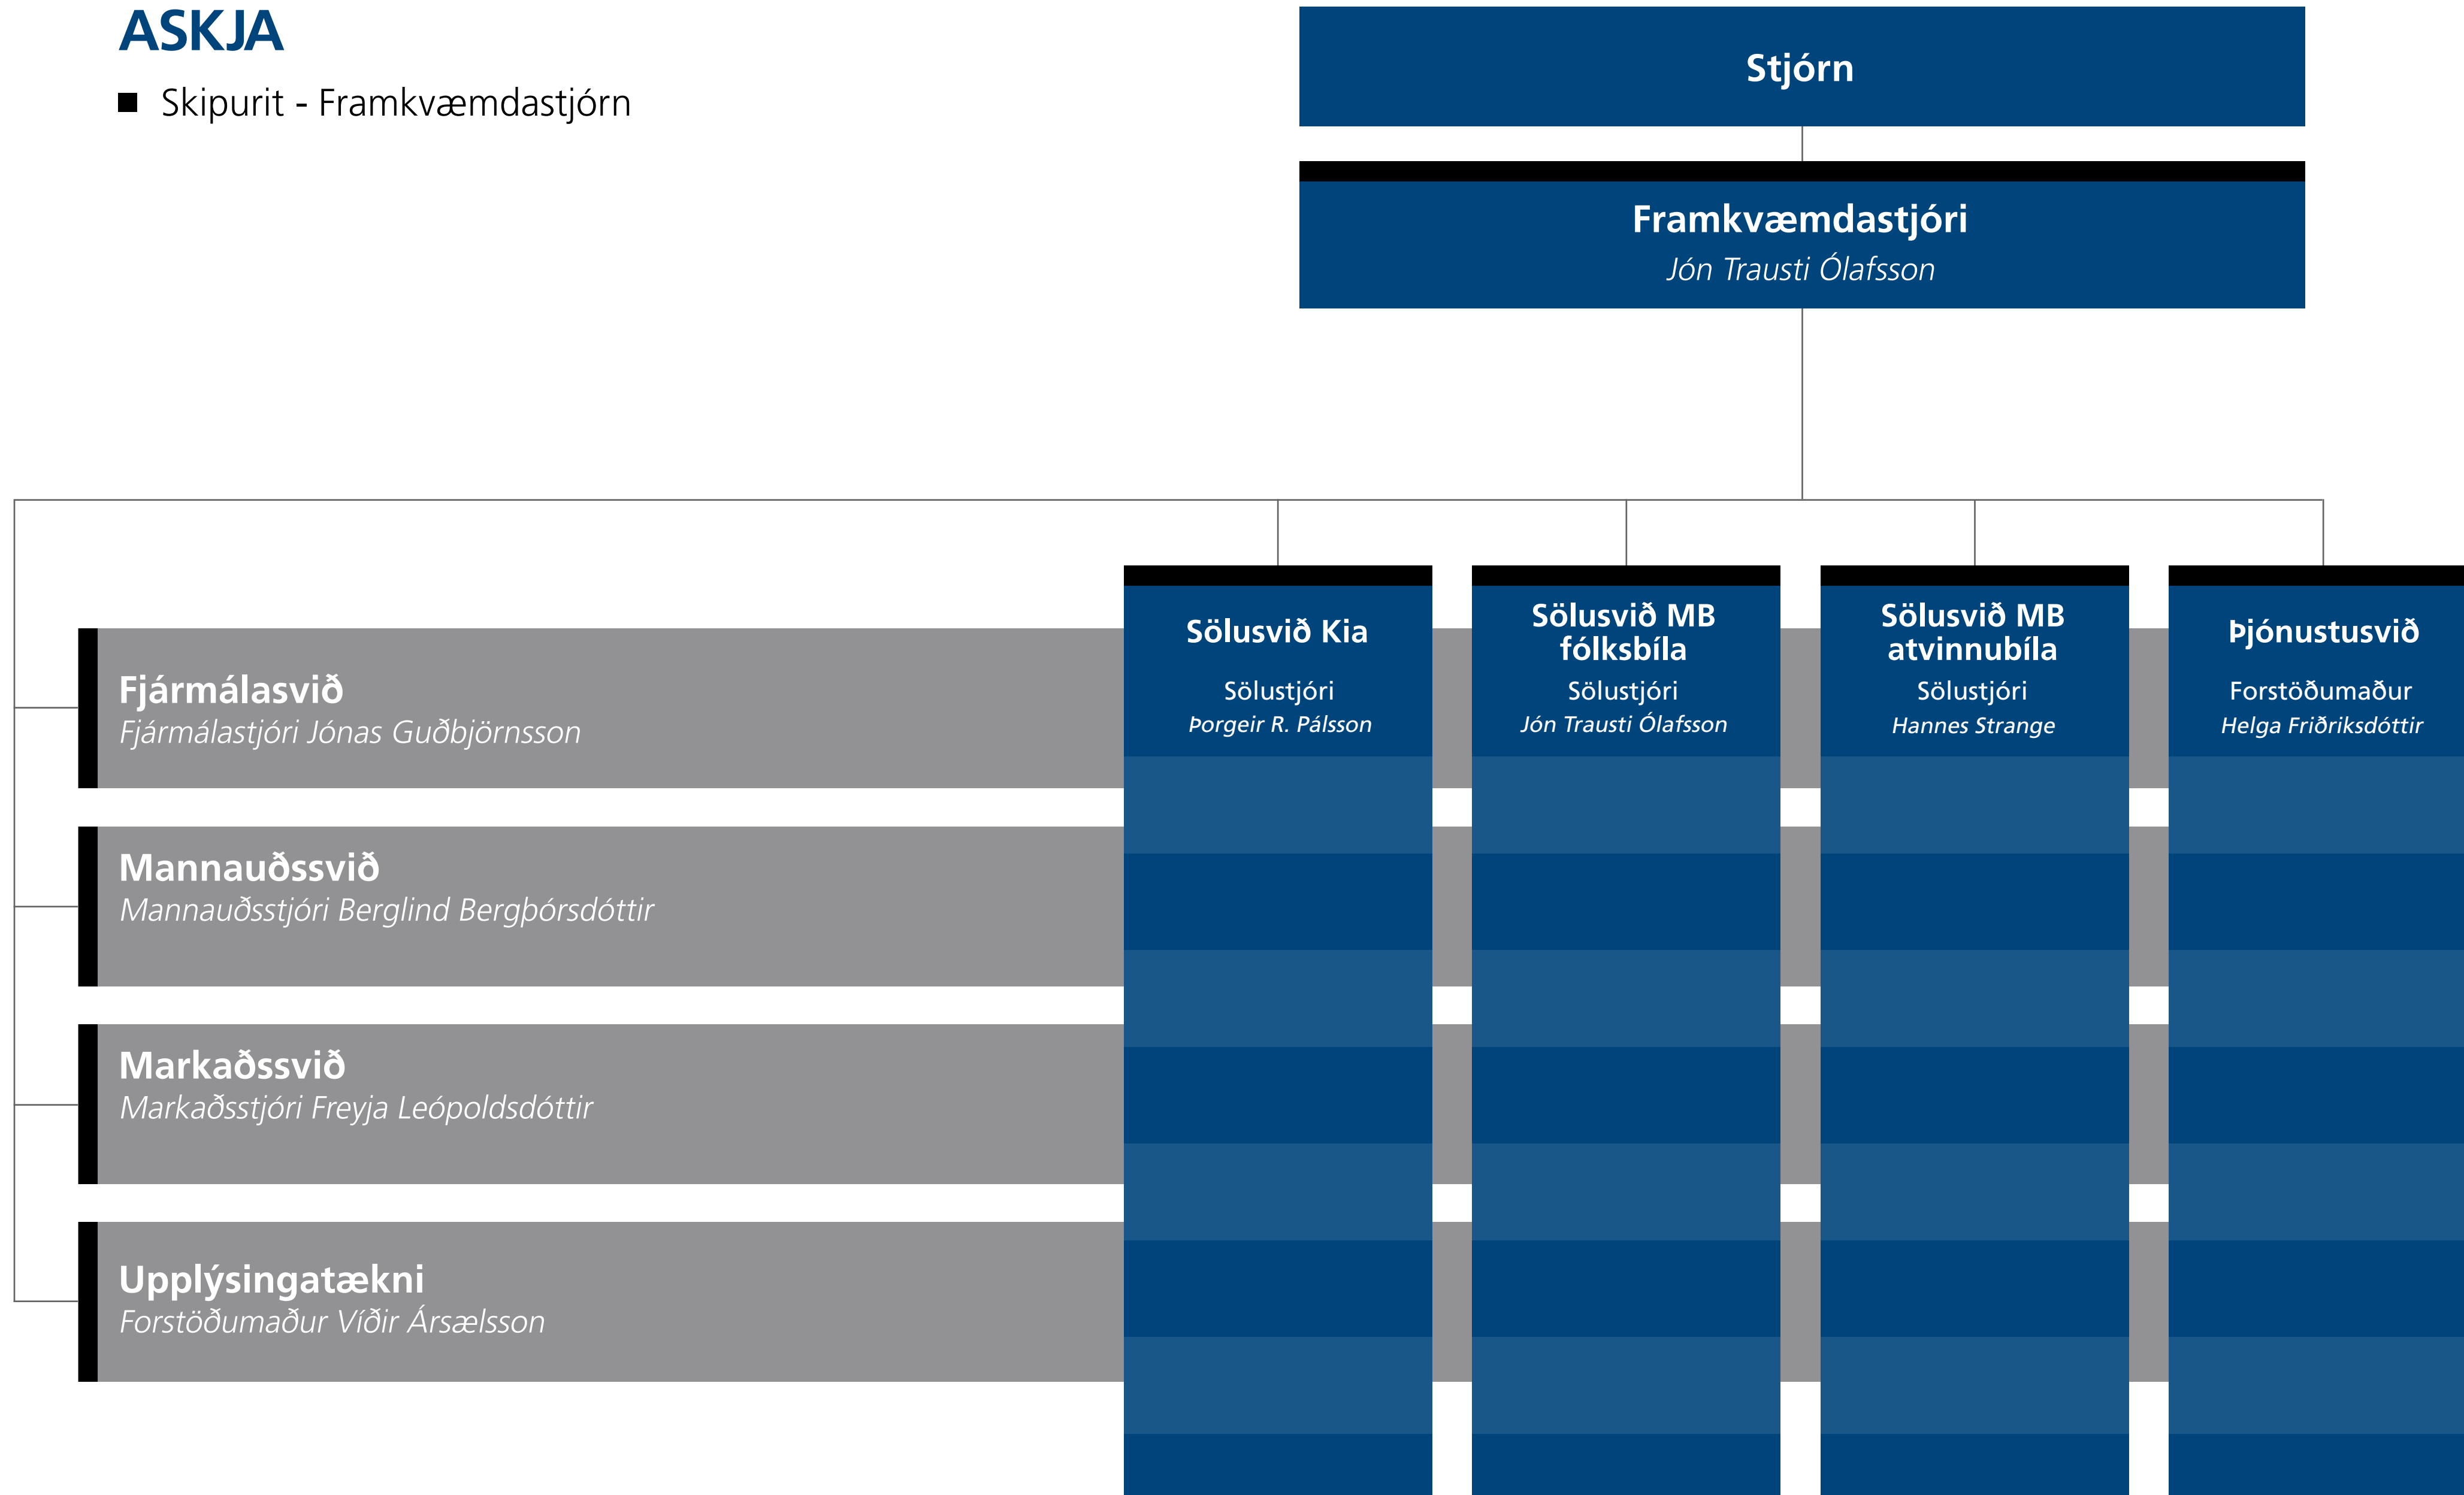 ASKJA
Skipurit - Framkvæmdastjórn
Stjórn
Framkvæmdastjóri
Jón Trausti Ólafsson
Sölusvið Kia
Sölustjóri
Þorgeir R. Pálsson
Sölusvið MB
fólksbíla
Sölustjóri
Jón Trausti Ólafsson
Sölusvið MB
atvinnubíla
Sölustjóri
Hannes Strange
Þjónustusvið
Forstöðumaður
Helga Friðriksdóttir
Fjármálasvið
Fjármálastjóri Jónas Guðbjörnsson
Mannauðssvið
Mannauðsstjóri Berglind Bergþórsdóttir
Markaðssvið
Markaðsstjóri Freyja Leópoldsdóttir
Upplýsingatækni
Forstöðumaður Víðir Ársælsson